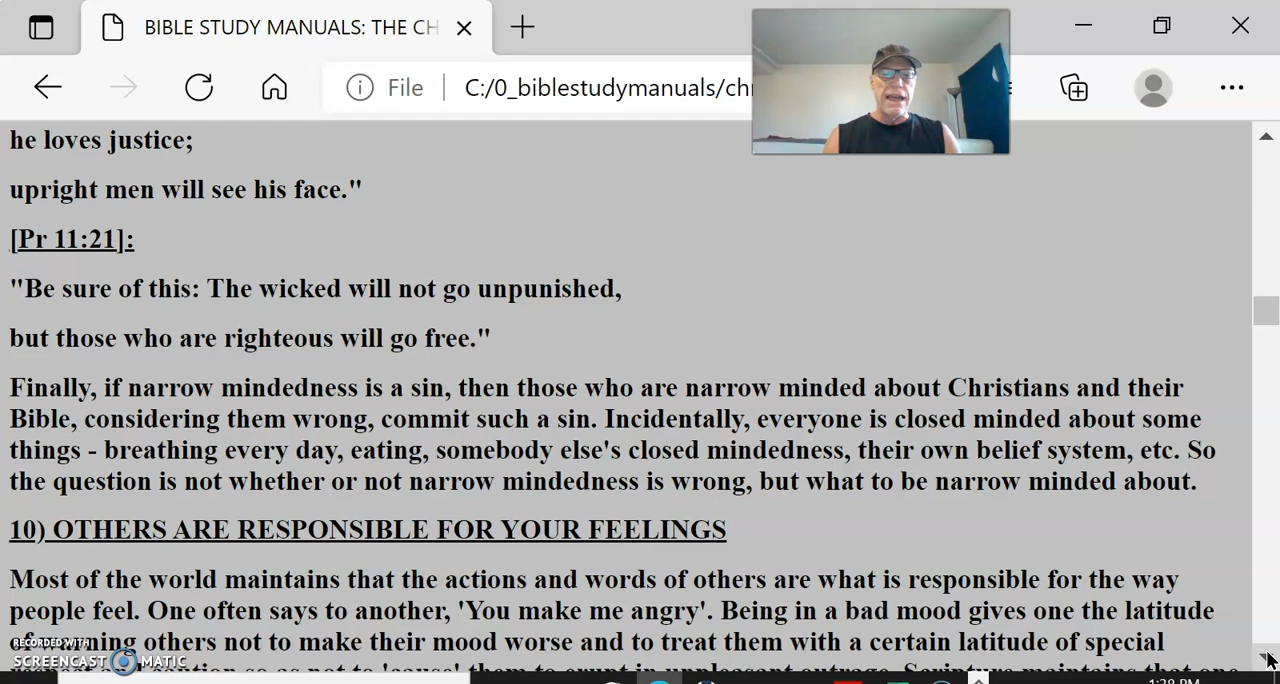 BIBLE STUDY MANUALS: THE CH
File
C:/0_biblestudymanuals/chr
he loves justice;
upright men will see his face."
[Pr 11:21]:
"Be sure of this: The wicked will not go unpunished,
but those who are righteous will go free."
Finally, if narrow mindedness is a sin, then those who are narrow minded about Christians and their
Bible, considering them wrong, commit such a sin. Incidentally, everyone is closed minded about some
things - breathing every day, eating, somebody else's closed mindedness, their own belief system, etc. So
the question is not whether or not narrow mindedness is wrong, but what to be narrow minded about.
10) OTHERS ARE RESPONSIBLE FOR YOUR FEELINGS
Most of the world maintains that the actions and words of others are what is responsible for the way
people feel. One often says to another, 'You make me angry'. Being in a bad mood gives one the latitude
others not to make their mood worse and to treat them with a certain latitude of special
RECORDED WITH
SCREENCAST MATIC
1:38 PM